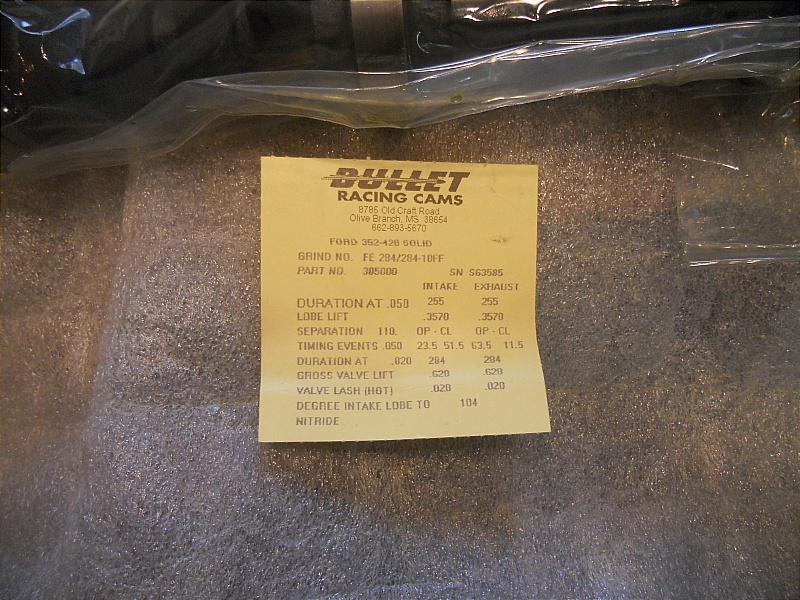 BULLET
RACING CAMS
8785 Old Craft Road
Olive Branch, MS 38654
662-893-5670
FORD 352-428 SOLID
GRIND NO. FE 284/284-10FF
PART NO. 305000 SN S63585
INTAKE EXHAUST
DURATION AT .050 255 255
LOBE LIFT .3570 .3570
SEPARATION 110. OP - CL OP - CL
TIMING EVENTS .050 23.5 51.5 63.5 11.5
DURATION AT .020 284 284
GROSS VALVE LIFT .628 .628
VALVE LASH (HOT) .020 .020
DEGREE INTAKE LOBE TO 104
NITRIDE